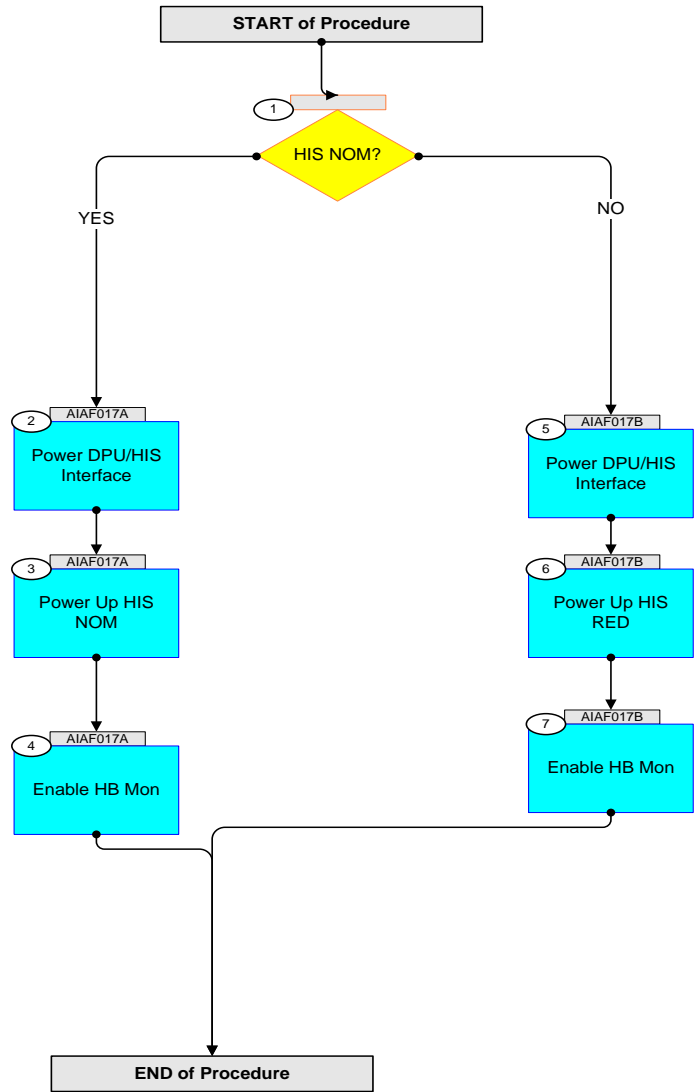 START of Procedure
1
HIS NOM?
YES
NO
AIAF017A
2
Power DPU/HIS
Interface
AIAF017A
3
Power Up HIS
NOM
AIAF017A
4
Enable HB Mon
AIAF017B
5
Power DPU/HIS
Interface
AIAF017B
6
Power Up HIS
RED
AIAF017B
7
Enable HB Mon
END of Procedure